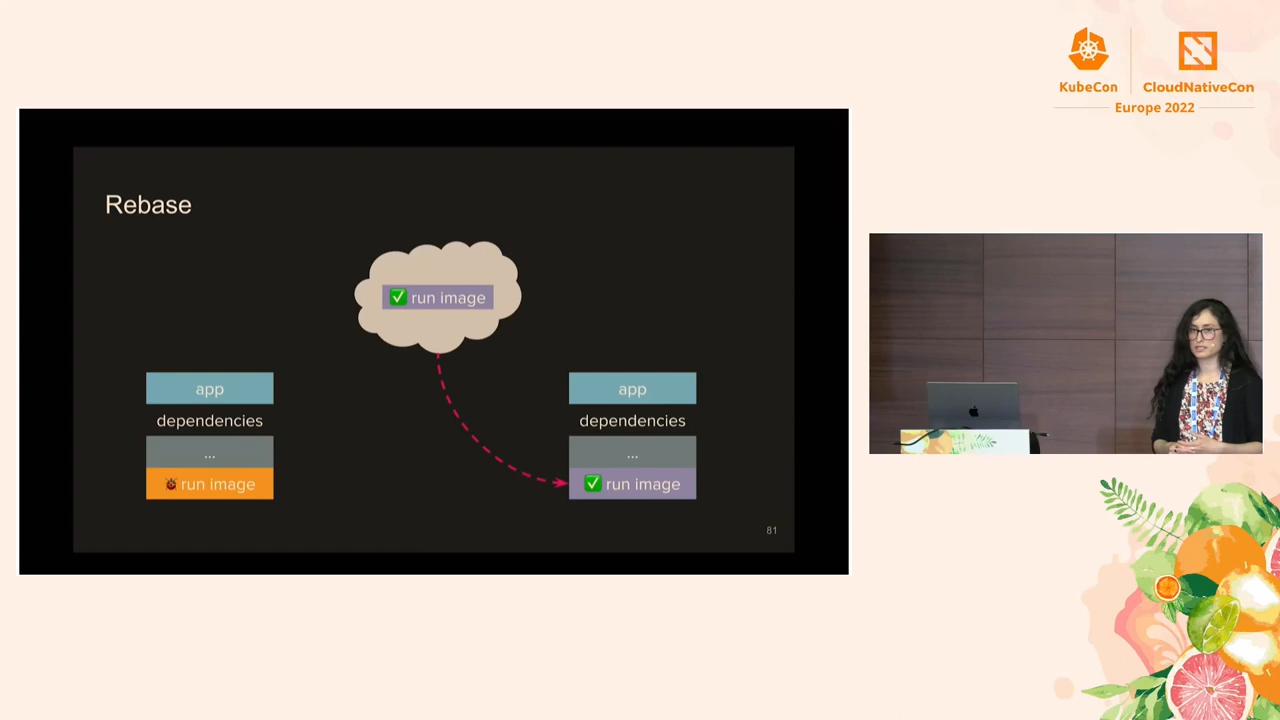 KubeCon
CloudNativeCon
Europe 2022
Rebase
✅ run image
app
dependencies
...
🐞 run image
app
dependencies
...
✅ run image
81